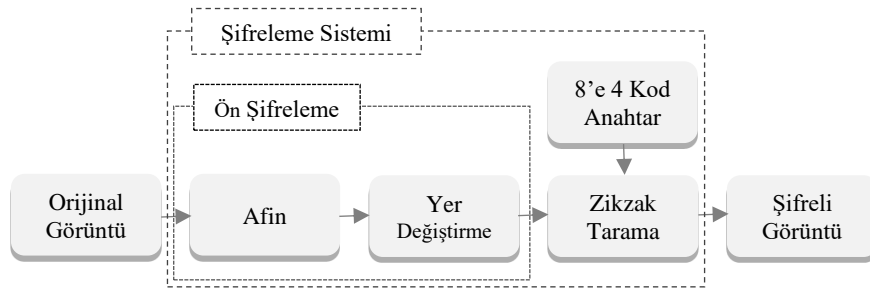 Şifreleme Sistemi
Ön Şifreleme
8'e 4 Kod
Anahtar
Orijinal
Görüntü
Afin
Yer
Değiştirme
Zikzak
Tarama
Şifreli
Görüntü